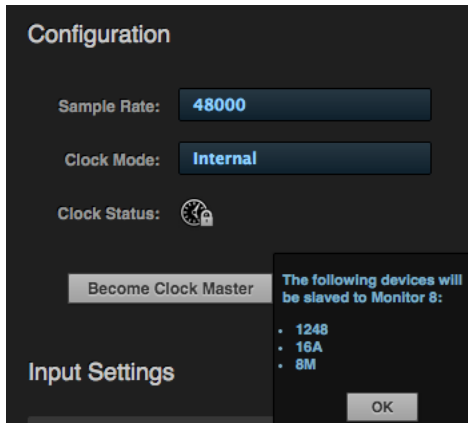 Configuration
Sample Rate: 48000
Clock Mode: Internal
Clock Status:
Become Clock Master
The following devices will
be slaved to Monitor 8:
• 1248
• 16A
• 8M
Input Settings
OK